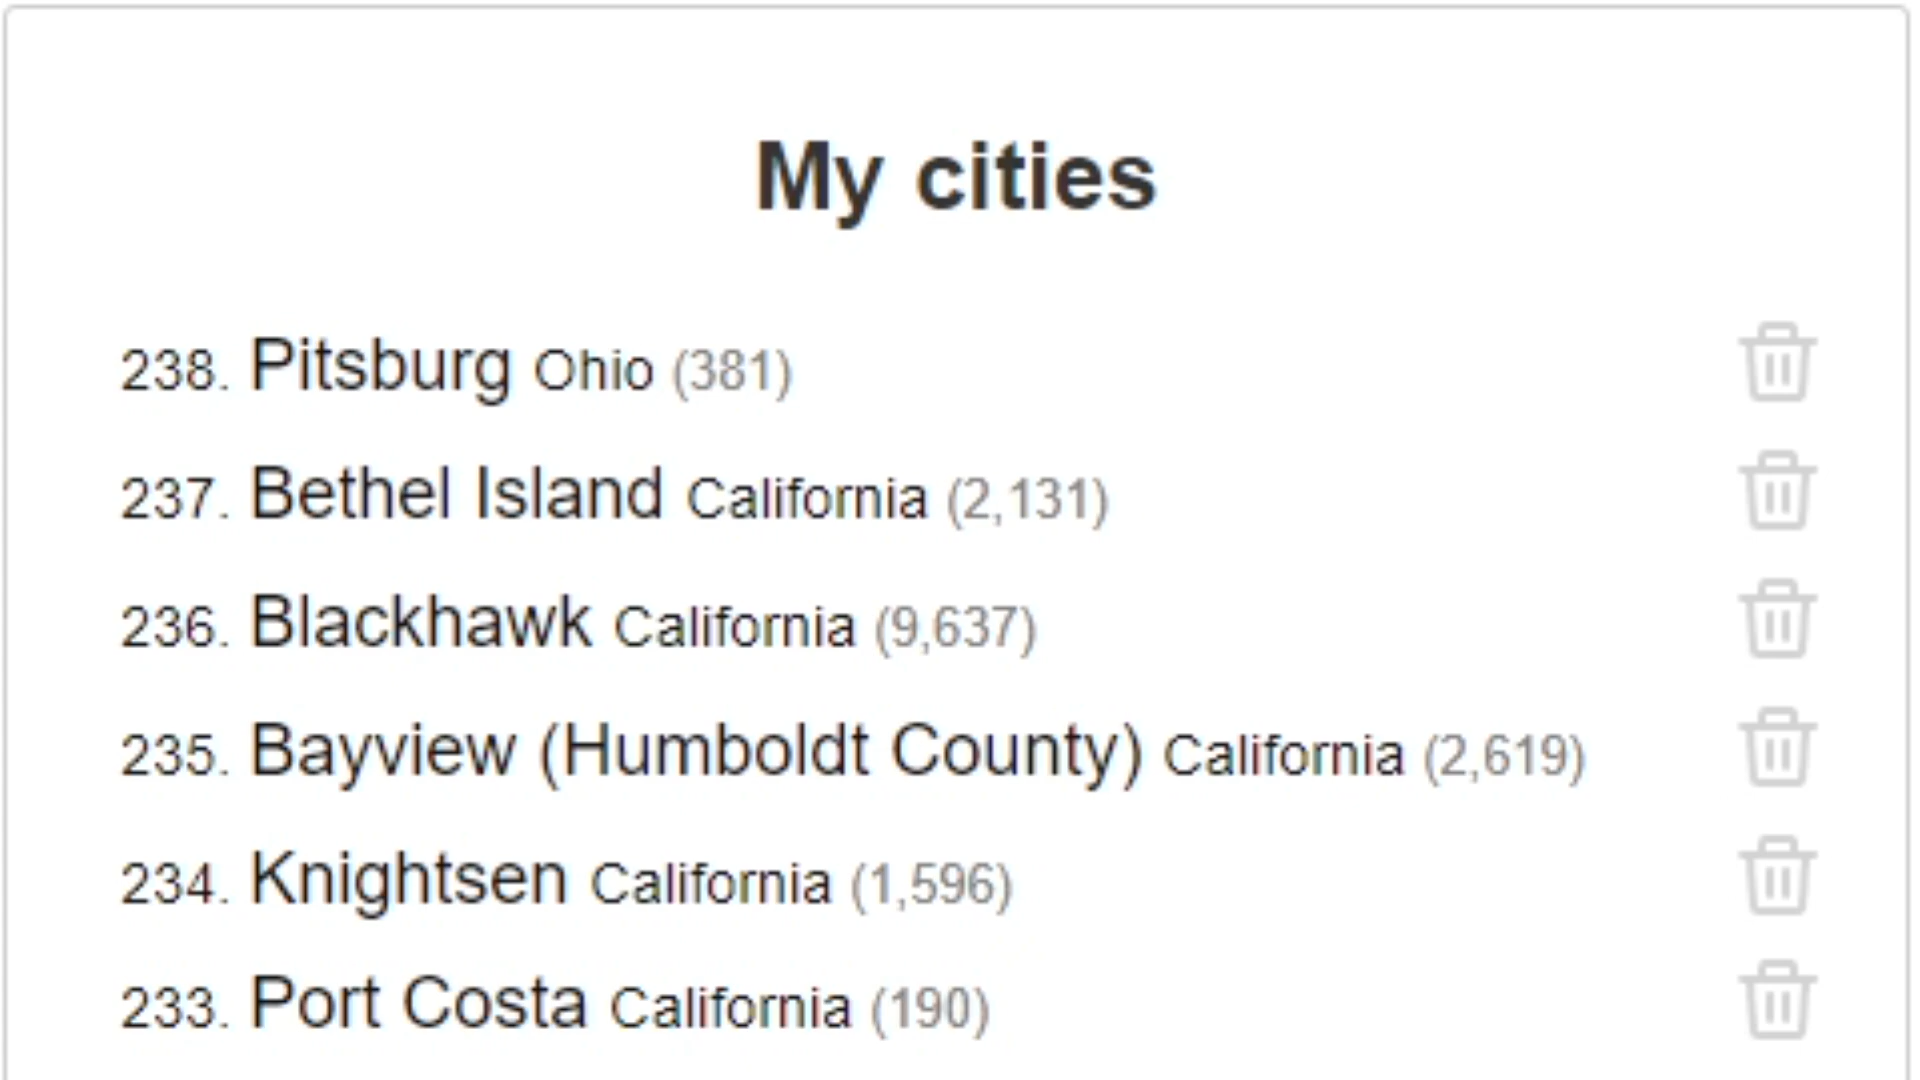 My cities
238. Pitsburg Ohio (381)
237. Bethel Island California (2,131)
236. Blackhawk California (9,637)
235. Bayview (Humboldt County) California (2,619)
234. Knightsen California (1,596)
233. Port Costa California (190)